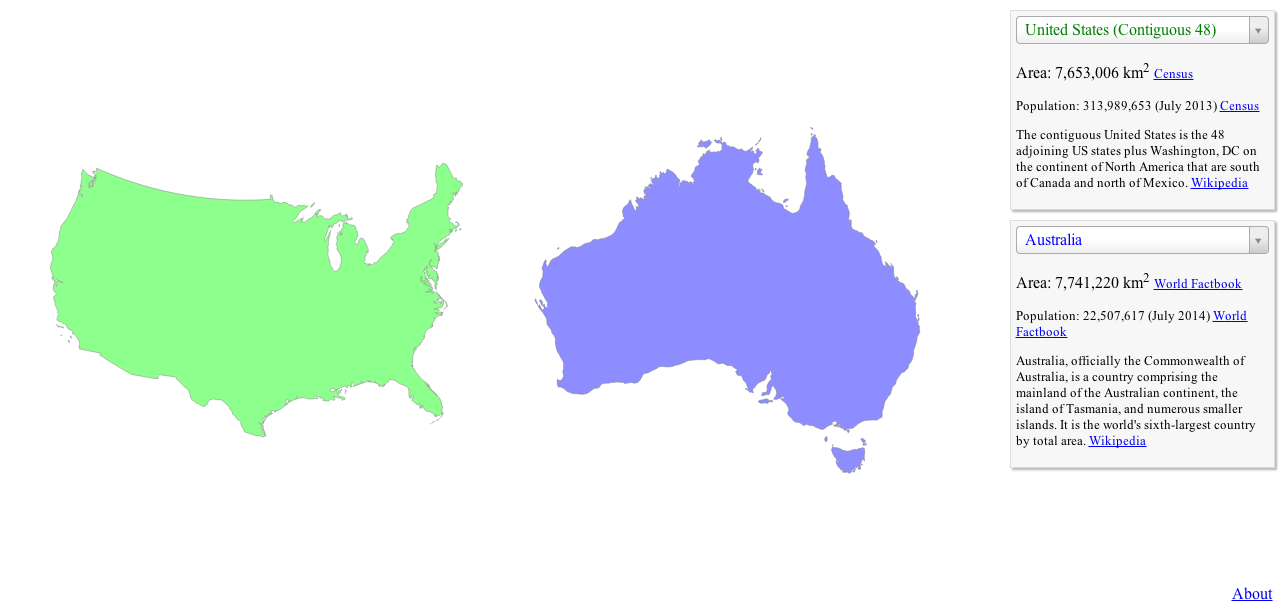 United States (Contiguous 48)
Area: 7,653,006 km² Census
Population: 313,989,653 (July 2013) Census
The contiguous United States is the 48
adjoining US states plus Washington, DC on
the continent of North America that are south
of Canada and north of Mexico. Wikipedia
Australia
Area: 7,741,220 km² World Factbook
Population: 22,507,617 (July 2014) World
Factbook
Australia, officially the Commonwealth of
Australia, is a country comprising the
mainland of the Australian continent, the
island of Tasmania, and numerous smaller
islands. It is the world's sixth-largest country
by total area. Wikipedia
About